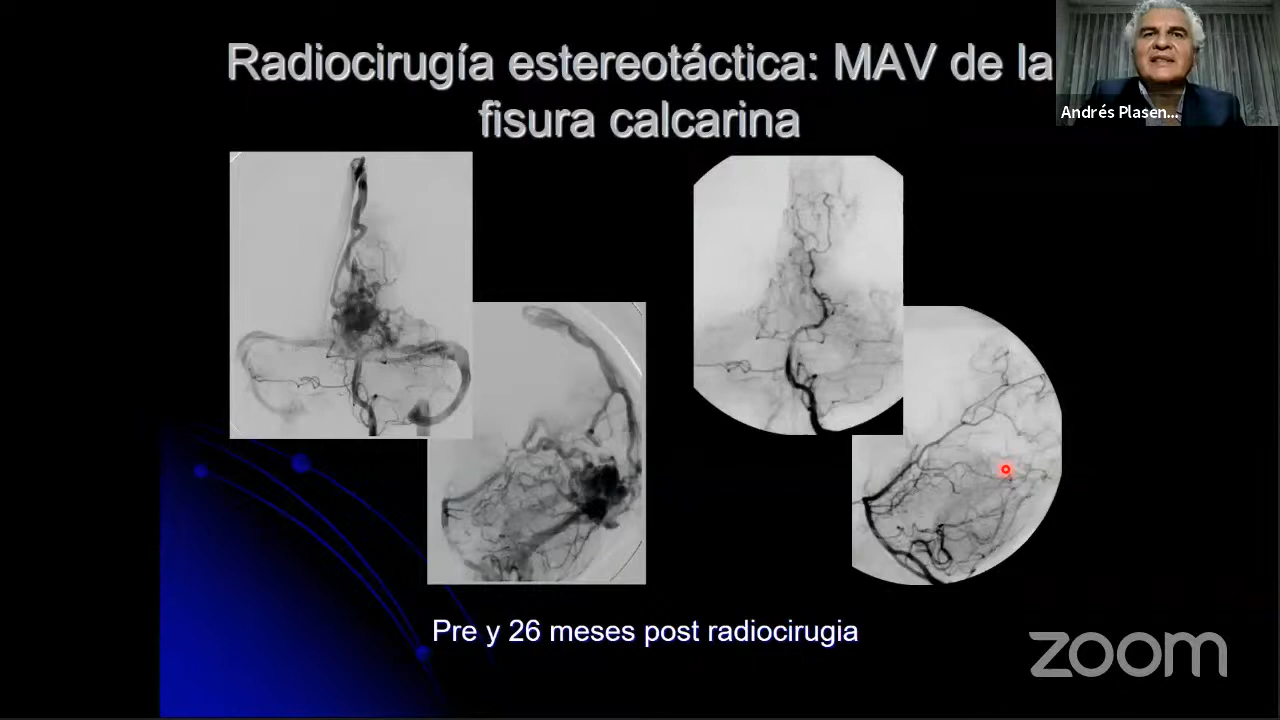 Radiocirugía estereotáctica: MAV de la
fisura calcarina
Andrés Plasen...
Pre y 26 meses post radiocirugia
zoom